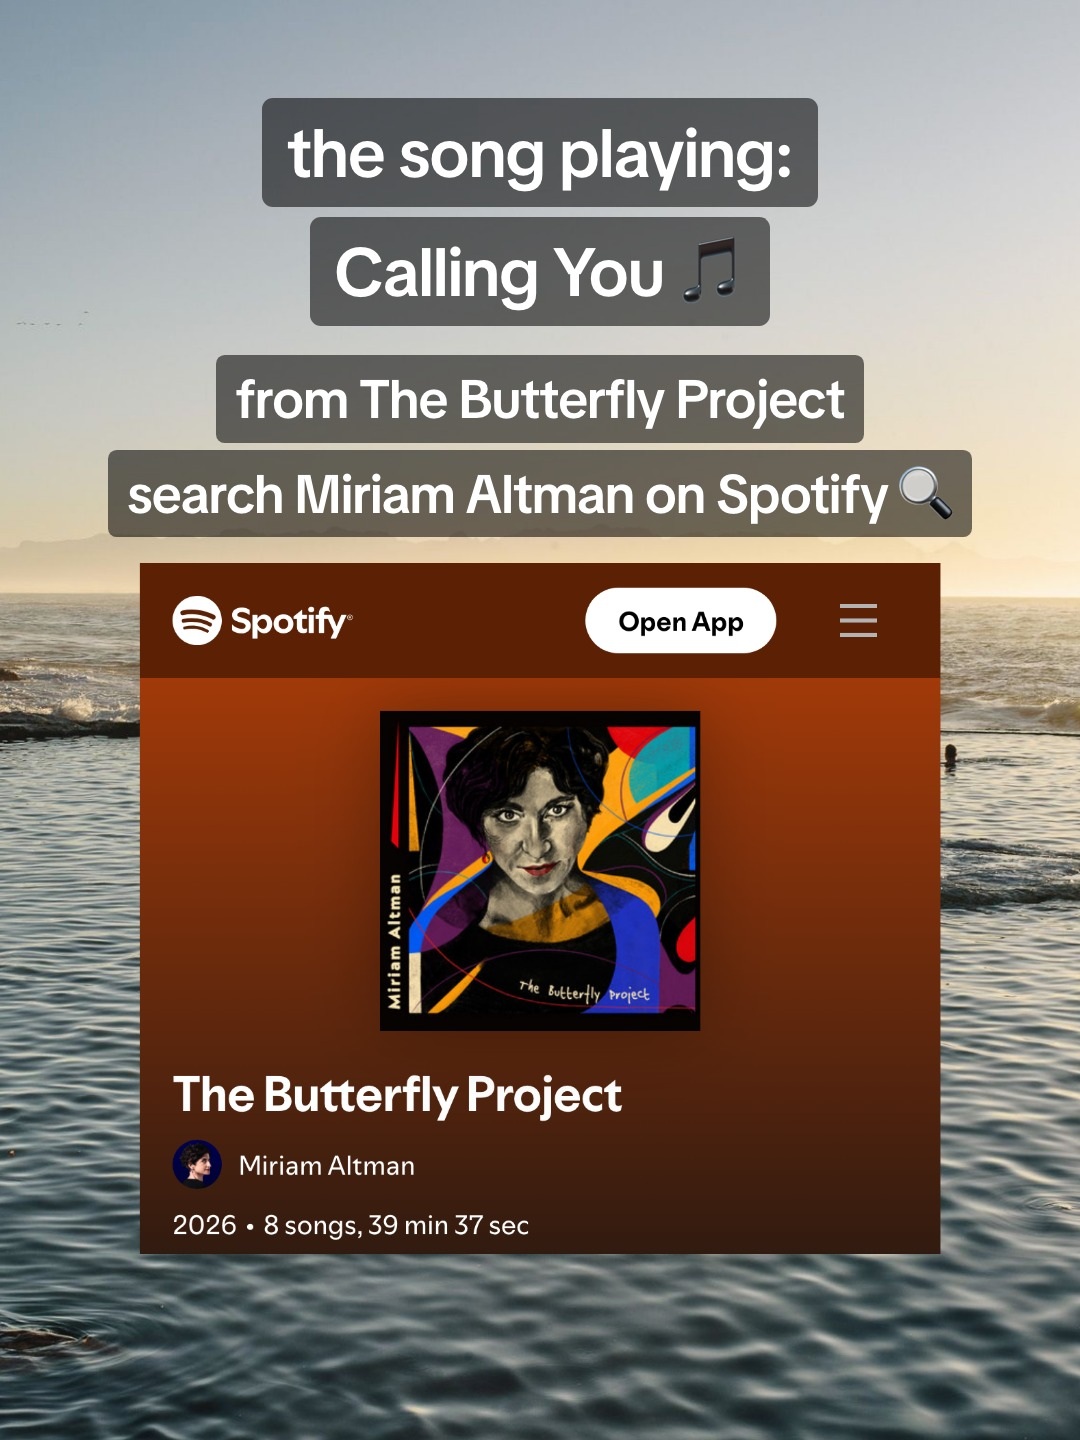 the song playing:
Calling You 🎵
from The Butterfly Project
search Miriam Altman on Spotify 🔍
Spotify®
Open App
Miriam Altman
The Butterfly Project
The Butterfly Project
Miriam Altman
2026 • 8 songs, 39 min 37 sec